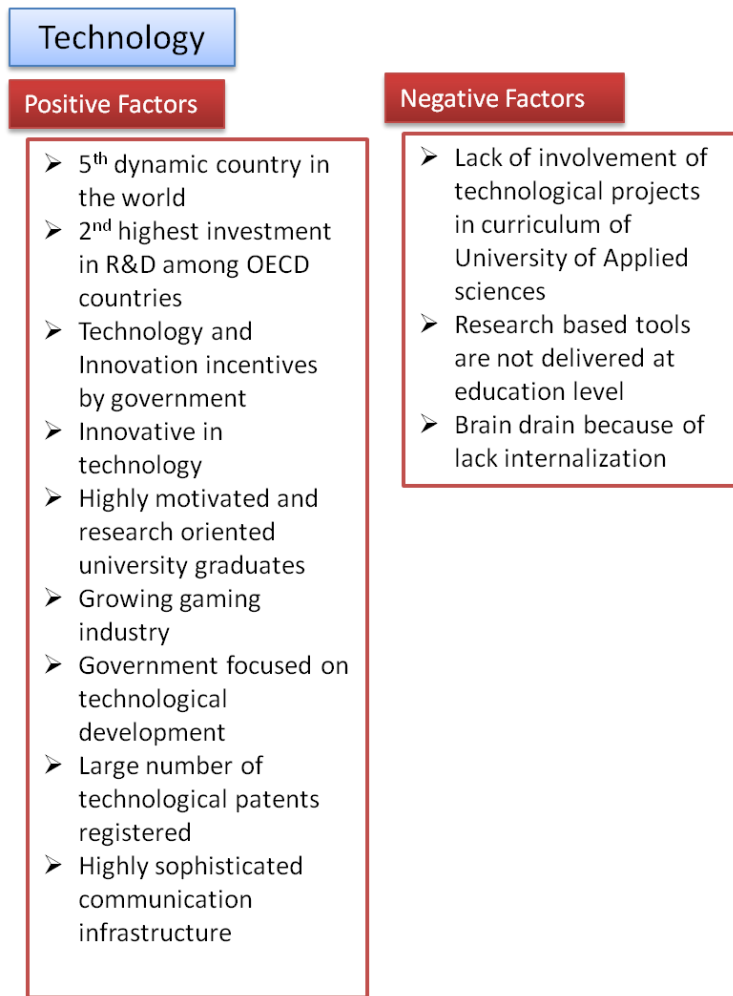 Technology
Positive Factors
➢ 5th dynamic country in
the world
➢ 2nd highest investment
in R&D among OECD
countries
➢ Technology and
Innovation incentives
by government
➢ Innovative in
technology
➢ Highly motivated and
research oriented
university graduates
➢ Growing gaming
industry
➢ Government focused on
technological
development
➢ Large number of
technological patents
registered
➢ Highly sophisticated
communication
infrastructure
Negative Factors
➢ Lack of involvement of
technological projects
in curriculum of
University of Applied
sciences
➢ Research based tools
are not delivered at
education level
➢ Brain drain because of
lack internalization